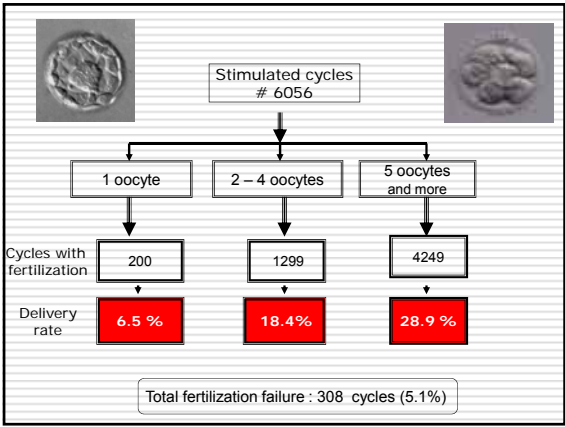 Stimulated cycles
# 6056
1 oocyte
2 – 4 oocytes
5 oocytes
and more
Cycles with
fertilization
200
1299
4249
Delivery
rate
6.5 %
18.4%
28.9 %
Total fertilization failure : 308 cycles (5.1%)